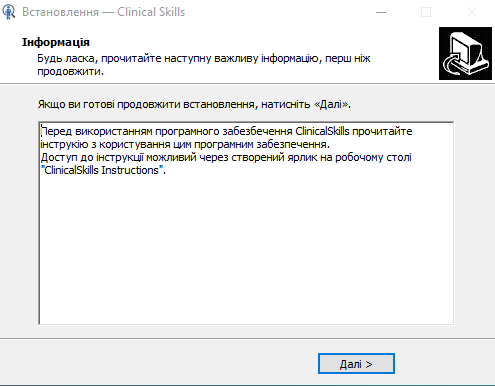 Встановлення — Clinical Skills
Інформація
Будь ласка, прочитайте наступну важливу інформацію, перш ніж
продовжити.
Якщо ви готові продовжити встановлення, натисніть «Далі».
Перед використанням програмного забезбечення ClinicalSkills прочитайте
інструкію з користування цим програмним забезпечення.
Доступ до інструкції можливий через створений ярлик на робочому столі
"ClinicalSkills Instructions".
Далі >